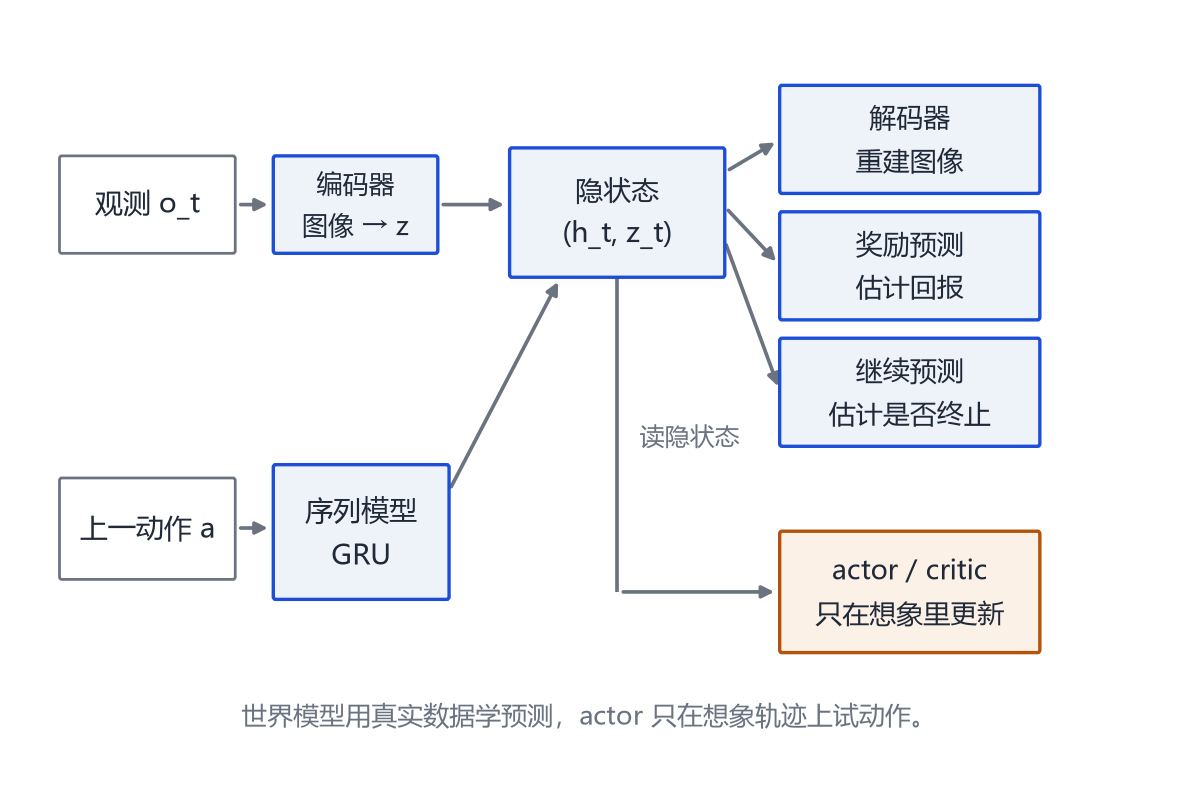 观测 o_t
编码器
图像 → z
隐状态
(h_t, z_t)
解码器
重建图像
奖励预测
估计回报
继续预测
估计是否终止
读隐状态
上一动作 a
序列模型
GRU
actor / critic
只在想象里更新
世界模型用真实数据学预测，actor 只在想象轨迹上试动作。